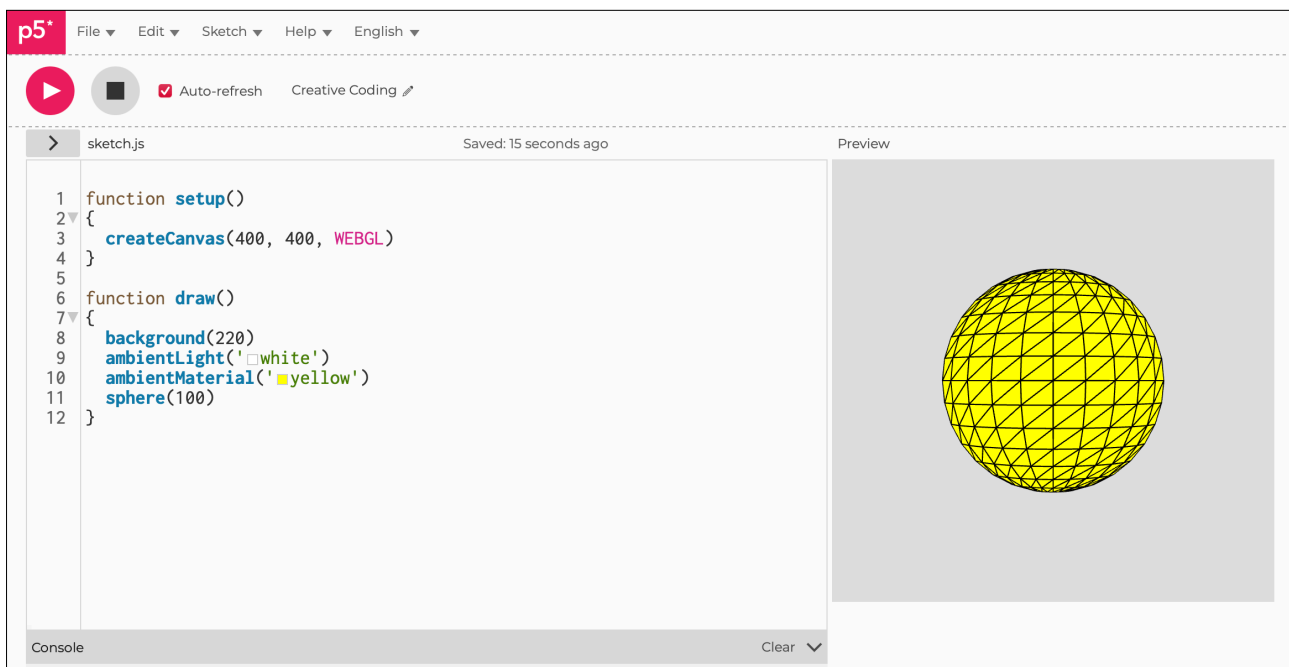 p5* File Edit Sketch Help English
Auto-refresh Creative Coding
sketch.js Saved: 15 seconds ago Preview
1 function setup()
2 {
3 createCanvas(400, 400, WEBGL)
4 }
5
6 function draw()
7 {
8 background(220)
9 ambientLight('white')
10 ambientMaterial('yellow')
11 sphere(100)
12 }
Console Clear